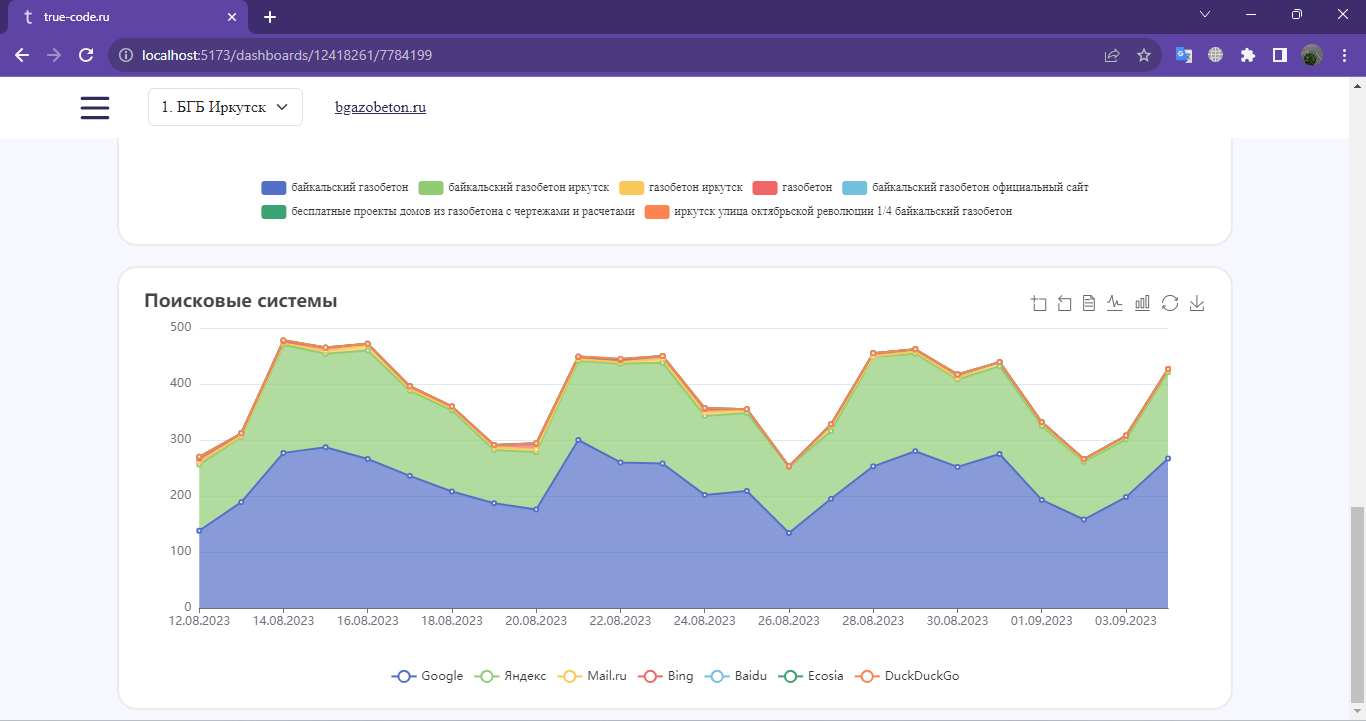 true-code.ru
localhost:5173/dashboards/12418261/7784199
1. БГБ Иркутск
bgazobeton.ru
байкальский газобетон байкальский газобетон иркутск газобетон иркутск газобетон байкальский газобетон официальный сайт
бесплатные проекты домов из газобетона с чертежами и расчетами иркутск улица октябрьской революции 1/4 байкальский газобетон
Поисковые системы
500
400
300
200
100
0
12.08.2023 14.08.2023 16.08.2023 18.08.2023 20.08.2023 22.08.2023 24.08.2023 26.08.2023 28.08.2023 30.08.2023 01.09.2023 03.09.2023
Google Яндекс Mail.ru Bing Baidu Ecosia DuckDuckGo